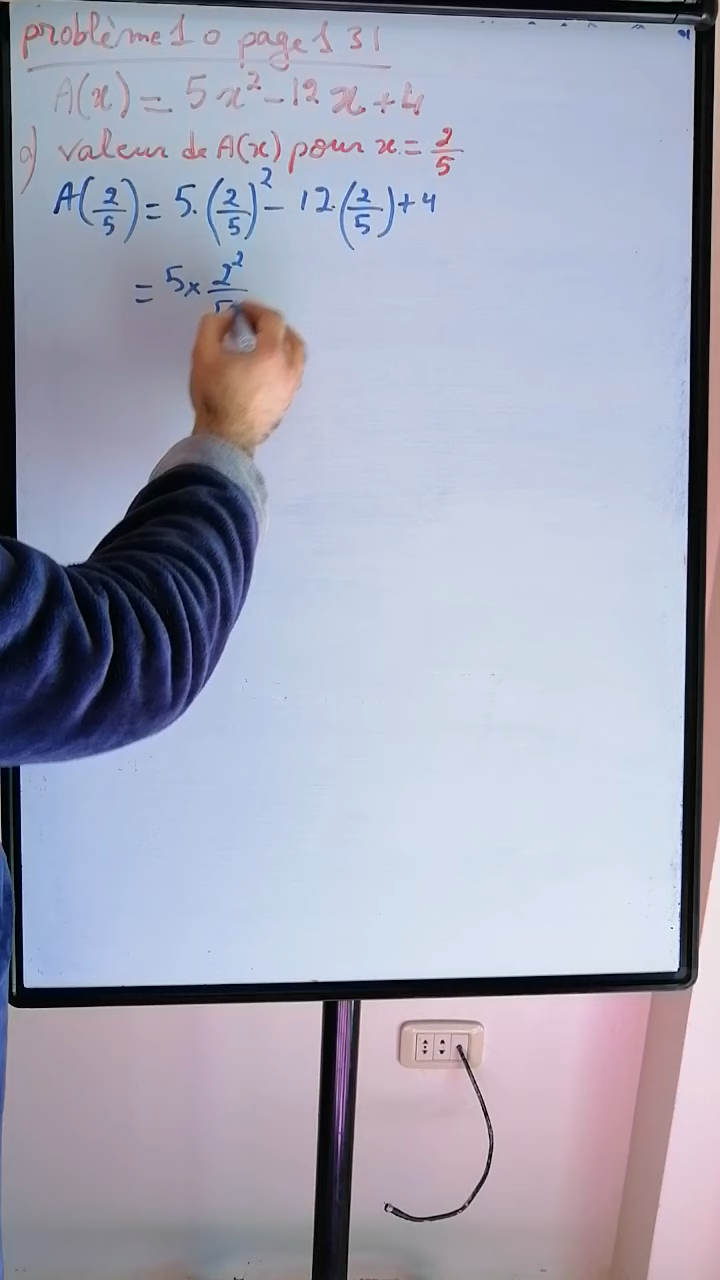 problème 10 page 131
A(x) = 5x² - 12x + 4
a) valeur de A(x) pour x = 2/5
A(2/5) = 5.(2/5)² - 12.(2/5) + 4
= 5 × 2²/5